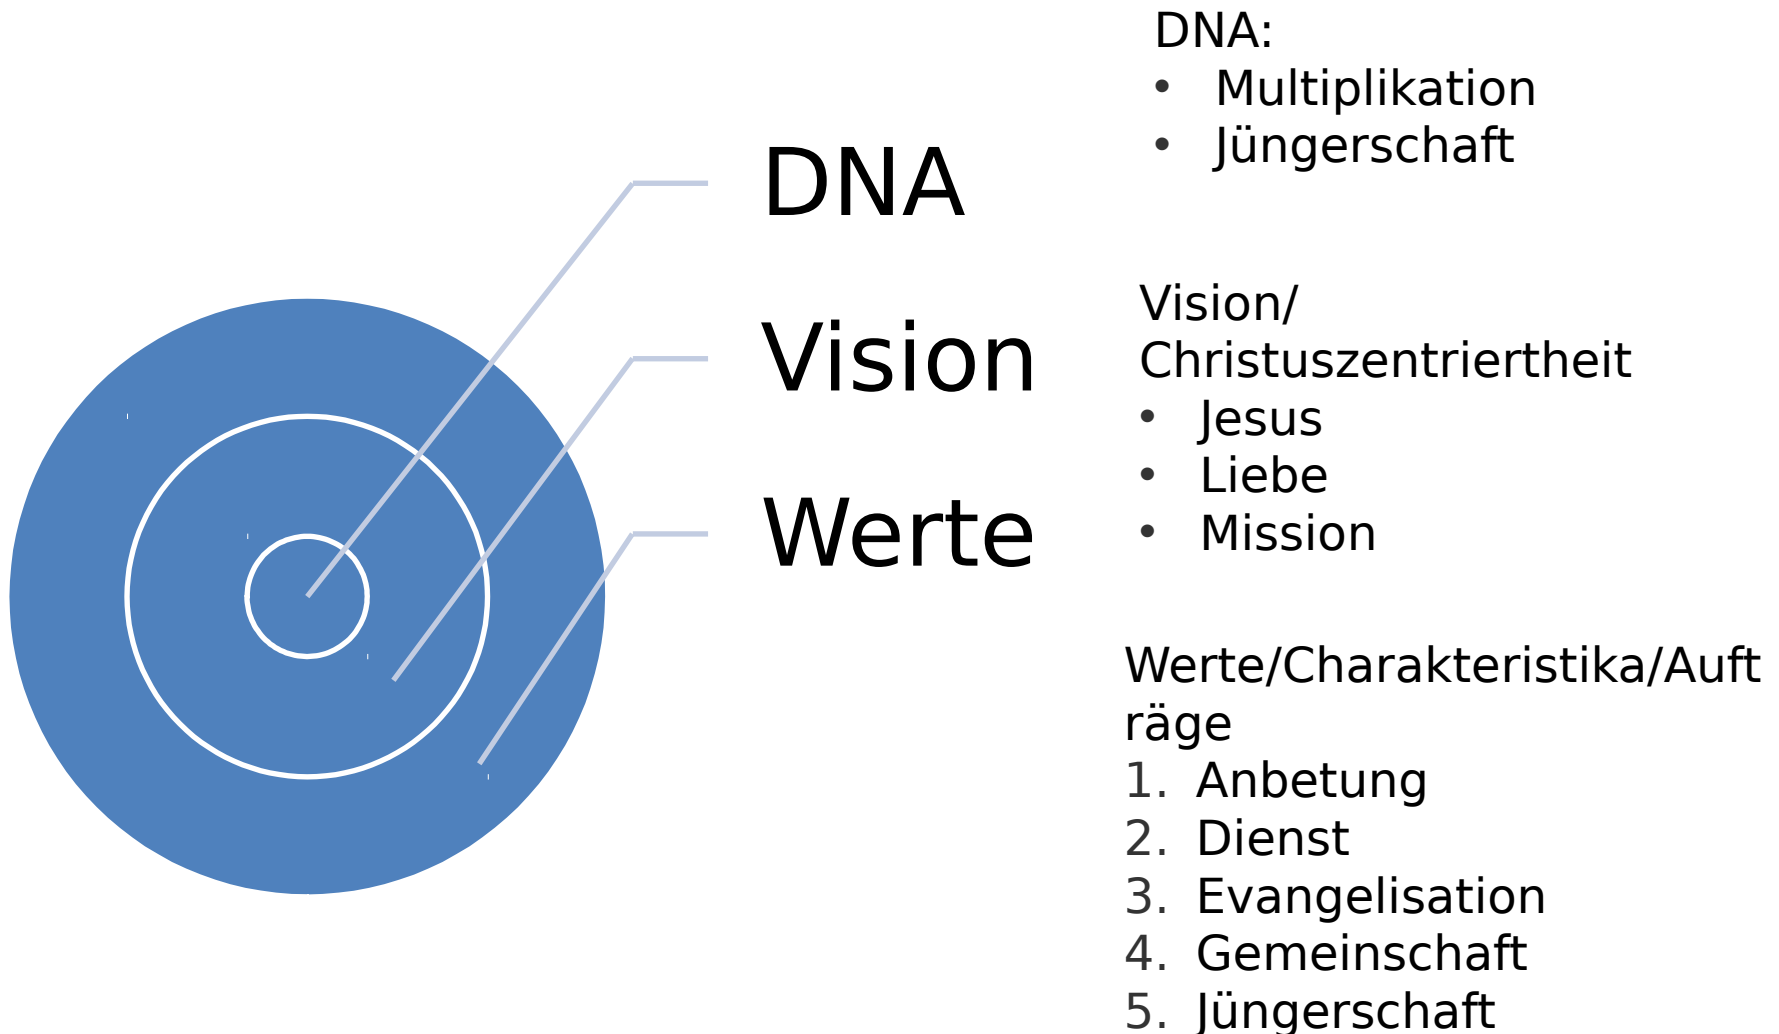 DNA
Vision
Werte
DNA:
• Multiplikation
• Jüngerschaft
Vision/
Christuszentriertheit
• Jesus
• Liebe
• Mission
Werte/Charakteristika/Auft
räge
1. Anbetung
2. Dienst
3. Evangelisation
4. Gemeinschaft
5. Jüngerschaft